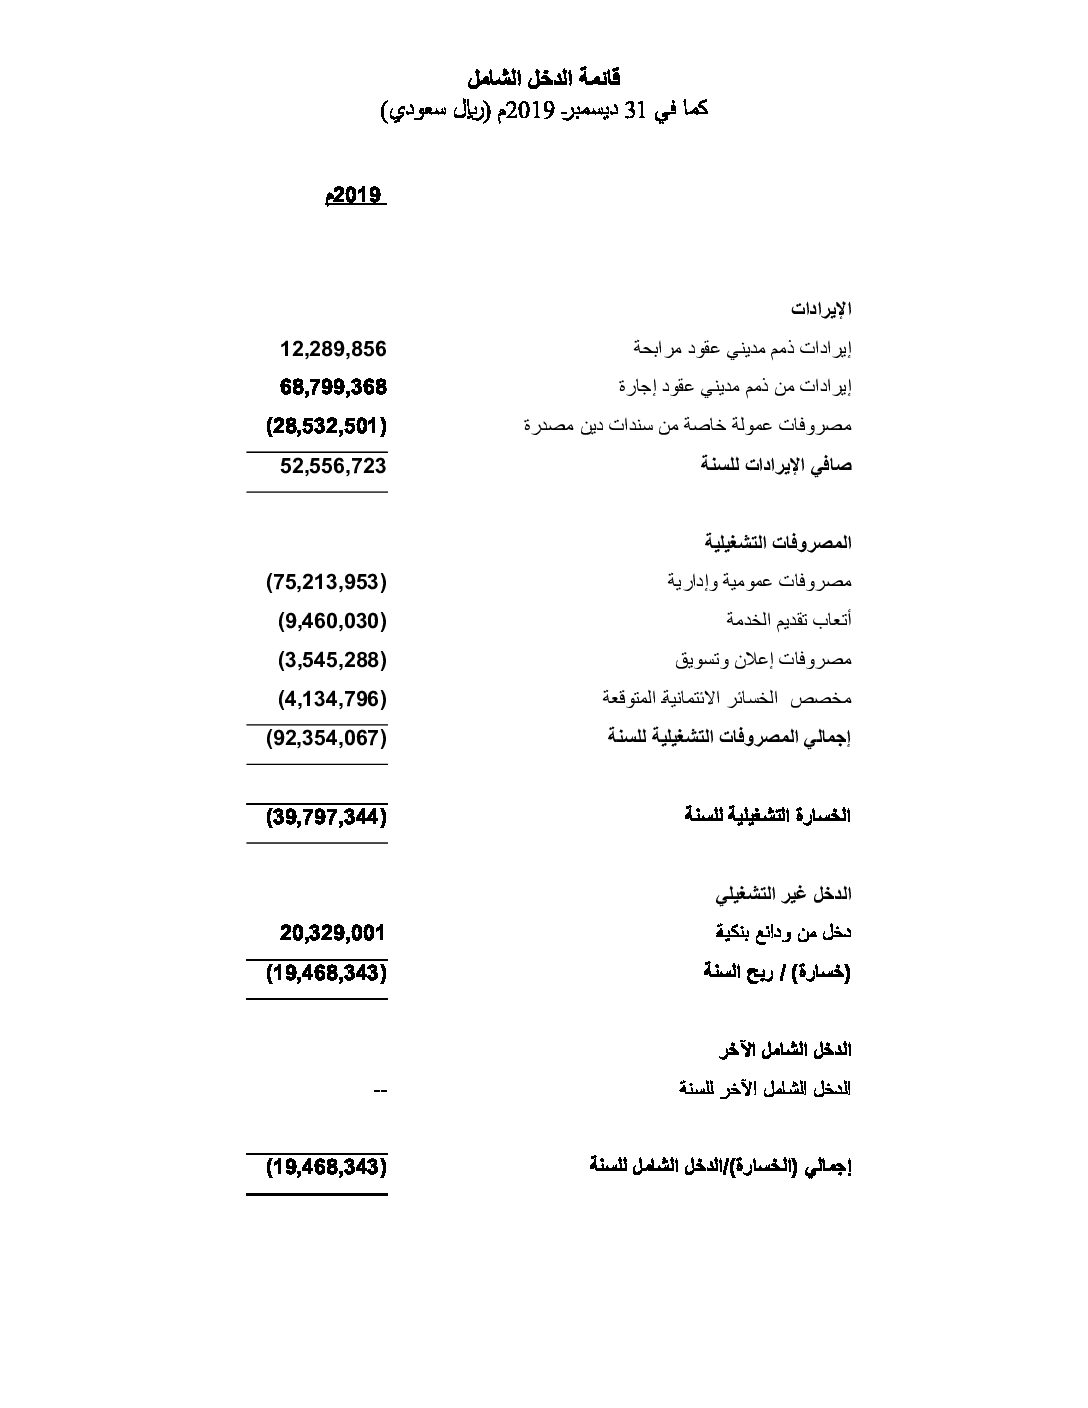 قائمة الدخل الشامل
كما في 31 ديسمبر 2019م (ريال سعودي)
2019م
الإيرادات
إيرادات ذمم مديني عقود مرابحة 12,289,856
إيرادات من ذمم مديني عقود إجارة 68,799,368
مصروفات عمولة خاصة من سندات دين مصدرة (28,532,501)
صافي الإيرادات للسنة 52,556,723
المصروفات التشغيلية
مصروفات عمومية وإدارية (75,213,953)
أتعاب تقديم الخدمة (9,460,030)
مصروفات إعلان وتسويق (3,545,288)
مخصص الخسائر الائتمانية المتوقعة (4,134,796)
إجمالي المصروفات التشغيلية للسنة (92,354,067)
الخسارة التشغيلية للسنة (39,797,344)
الدخل غير التشغيلي
دخل من ودائع بنكية 20,329,001
(خسارة) / ربح السنة (19,468,343)
الدخل الشامل الآخر
الدخل الشامل الآخر للسنة --
إجمالي (الخسارة)/الدخل الشامل للسنة (19,468,343)